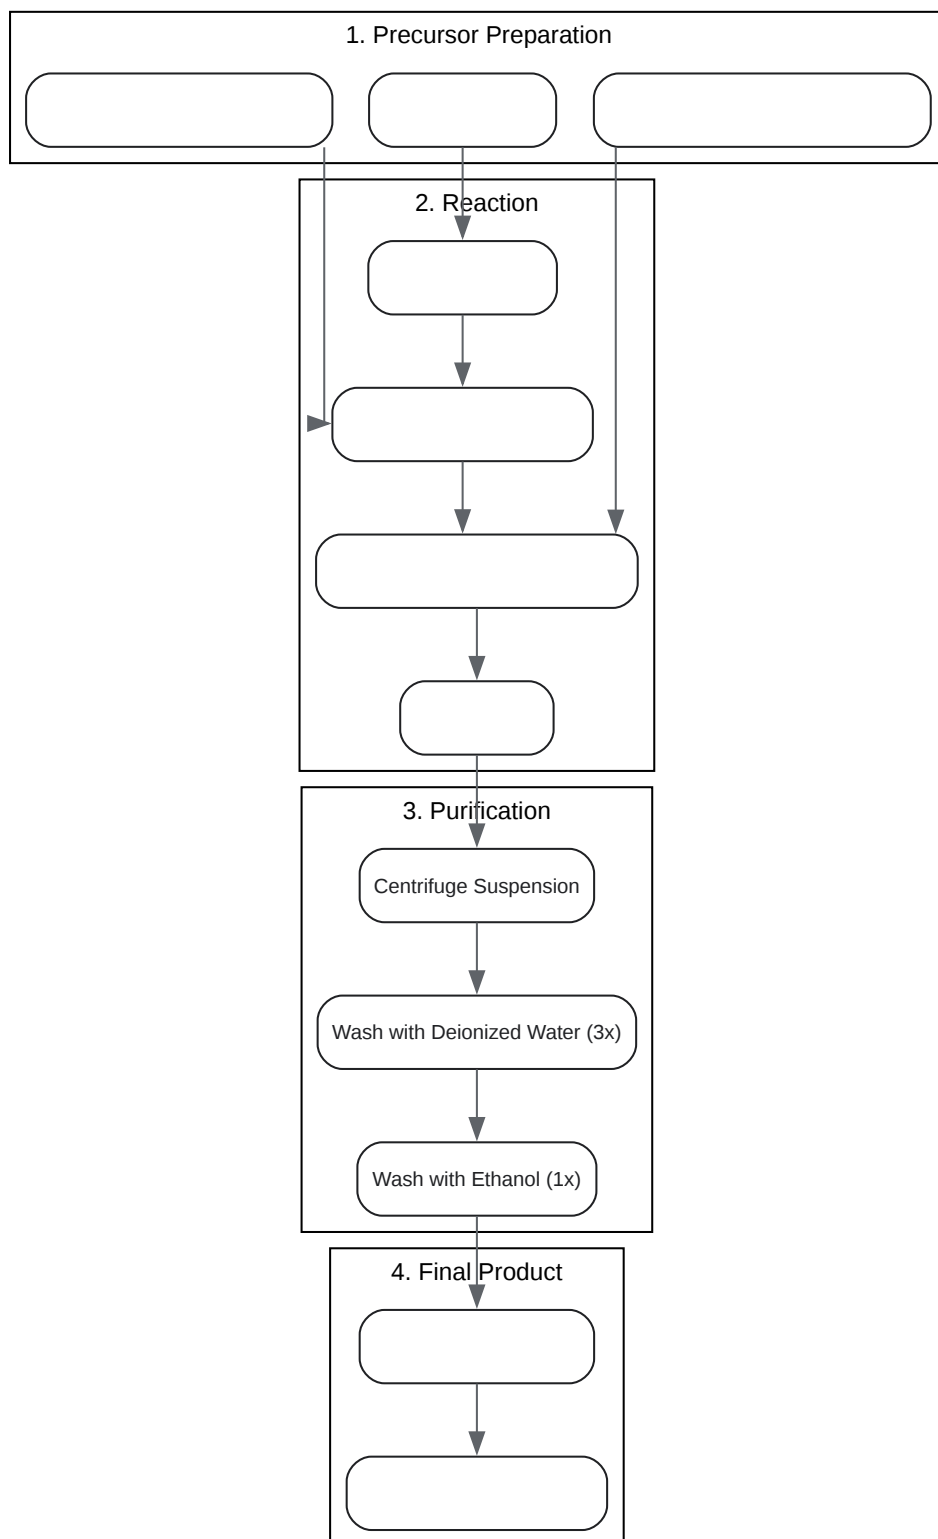 1. Precursor Preparation
2. Reaction
3. Purification
Centrifuge Suspension
Wash with Deionized Water (3x)
Wash with Ethanol (1x)
4. Final Product